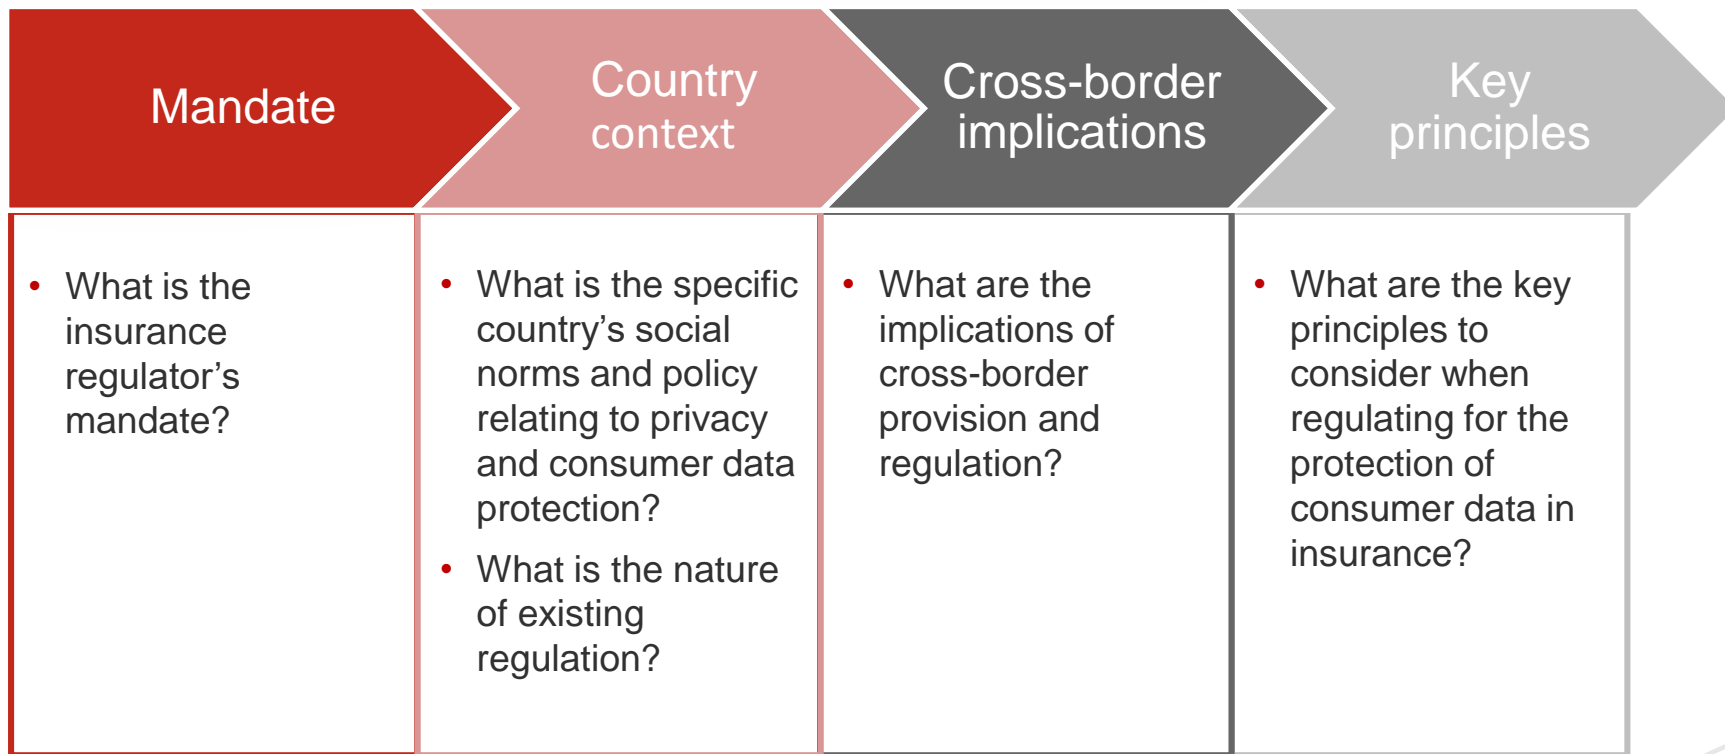 Mandate
Country
context
Cross-border
implications
Key
principles
• What is the
insurance
regulator’s
mandate?
• What is the specific
country’s social
norms and policy
relating to privacy
and consumer data
protection?
• What is the nature
of existing
regulation?
• What are the
implications of
cross-border
provision and
regulation?
• What are the key
principles to
consider when
regulating for the
protection of
consumer data in
insurance?